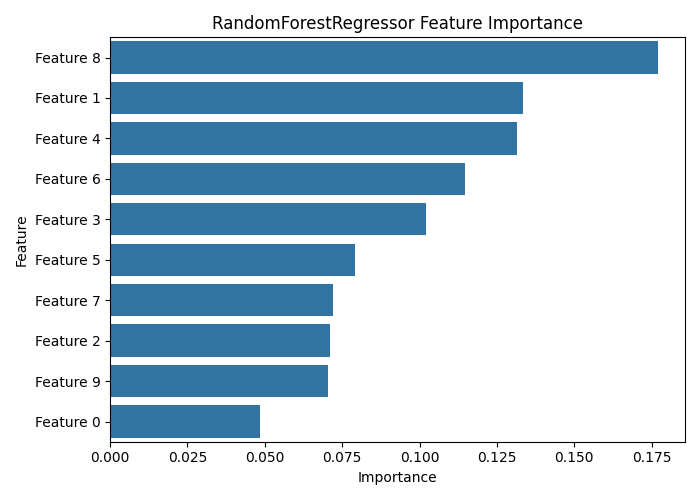 RandomForestRegressor Feature Importance
Feature
Feature 8
Feature 1
Feature 4
Feature 6
Feature 3
Feature 5
Feature 7
Feature 2
Feature 9
Feature 0
0.000 0.025 0.050 0.075 0.100 0.125 0.150 0.175
Importance